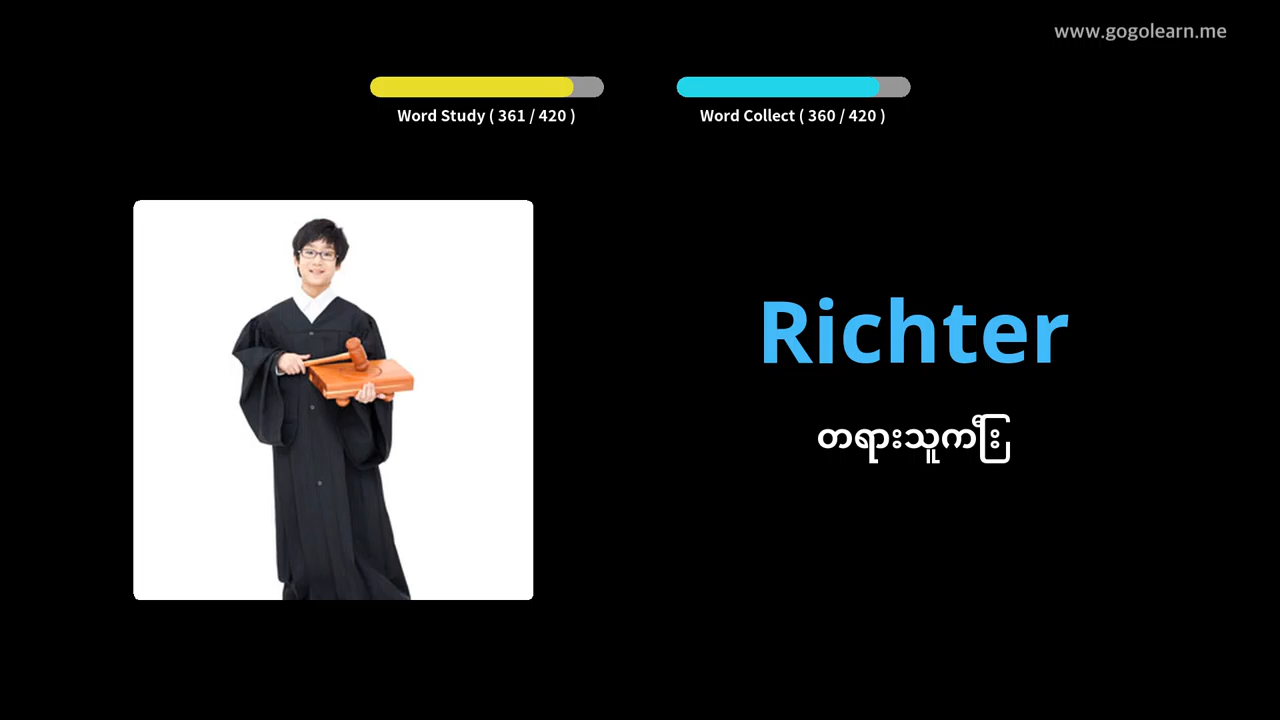 www.gogolearn.me
Word Study ( 361 / 420 )
Word Collect ( 360 / 420 )
Richter
တရားသူကြီး